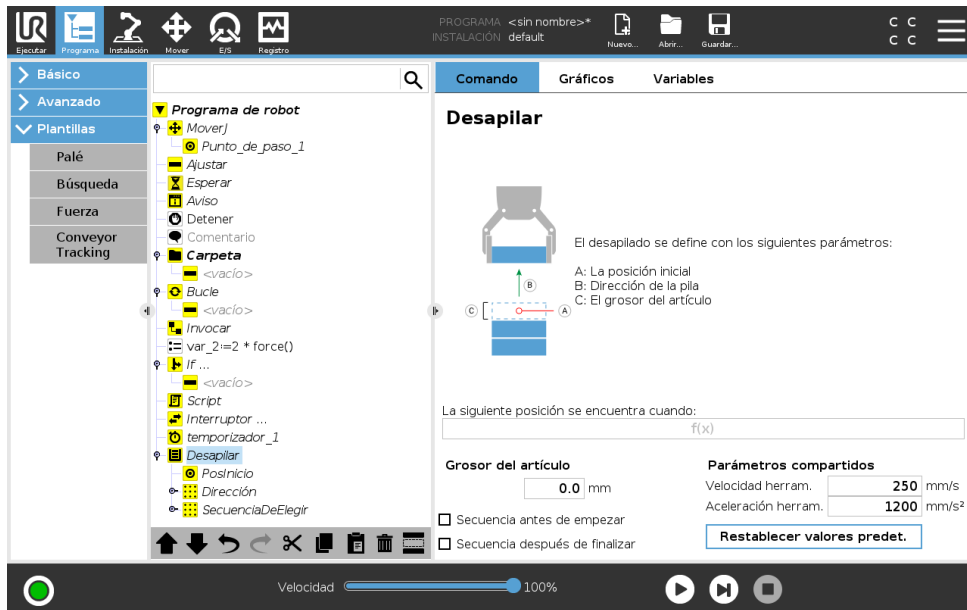 Ejecutar
Programa
Instalación
Mover
E/S
Registro
PROGRAMA <sin nombre>*
INSTALACIÓN default
Nuevo...
Abrir...
Guardar...
C C
C C
Básico
Avanzado
Plantillas
Palé
Búsqueda
Fuerza
Conveyor
Tracking
Programa de robot
MoverJ
Punto_de_paso_1
Ajustar
Esperar
Aviso
Detener
Comentario
Carpeta
<vacío>
Bucle
<vacío>
Invocar
var_2:=2 * force()
If ...
<vacío>
Script
Interruptor ...
temporizador_1
Desapilar
PosInicio
Dirección
SecuenciaDeElegir
Comando
Gráficos
Variables
Desapilar
B
C
A
El desapilado se define con los siguientes parámetros:
A: La posición inicial
B: Dirección de la pila
C: El grosor del artículo
La siguiente posición se encuentra cuando:
f(x)
Grosor del artículo
0.0 mm
Secuencia antes de empezar
Secuencia después de finalizar
Parámetros compartidos
Velocidad herram. 250 mm/s
Aceleración herram. 1200 mm/s²
Restablecer valores predet.
Velocidad 100%